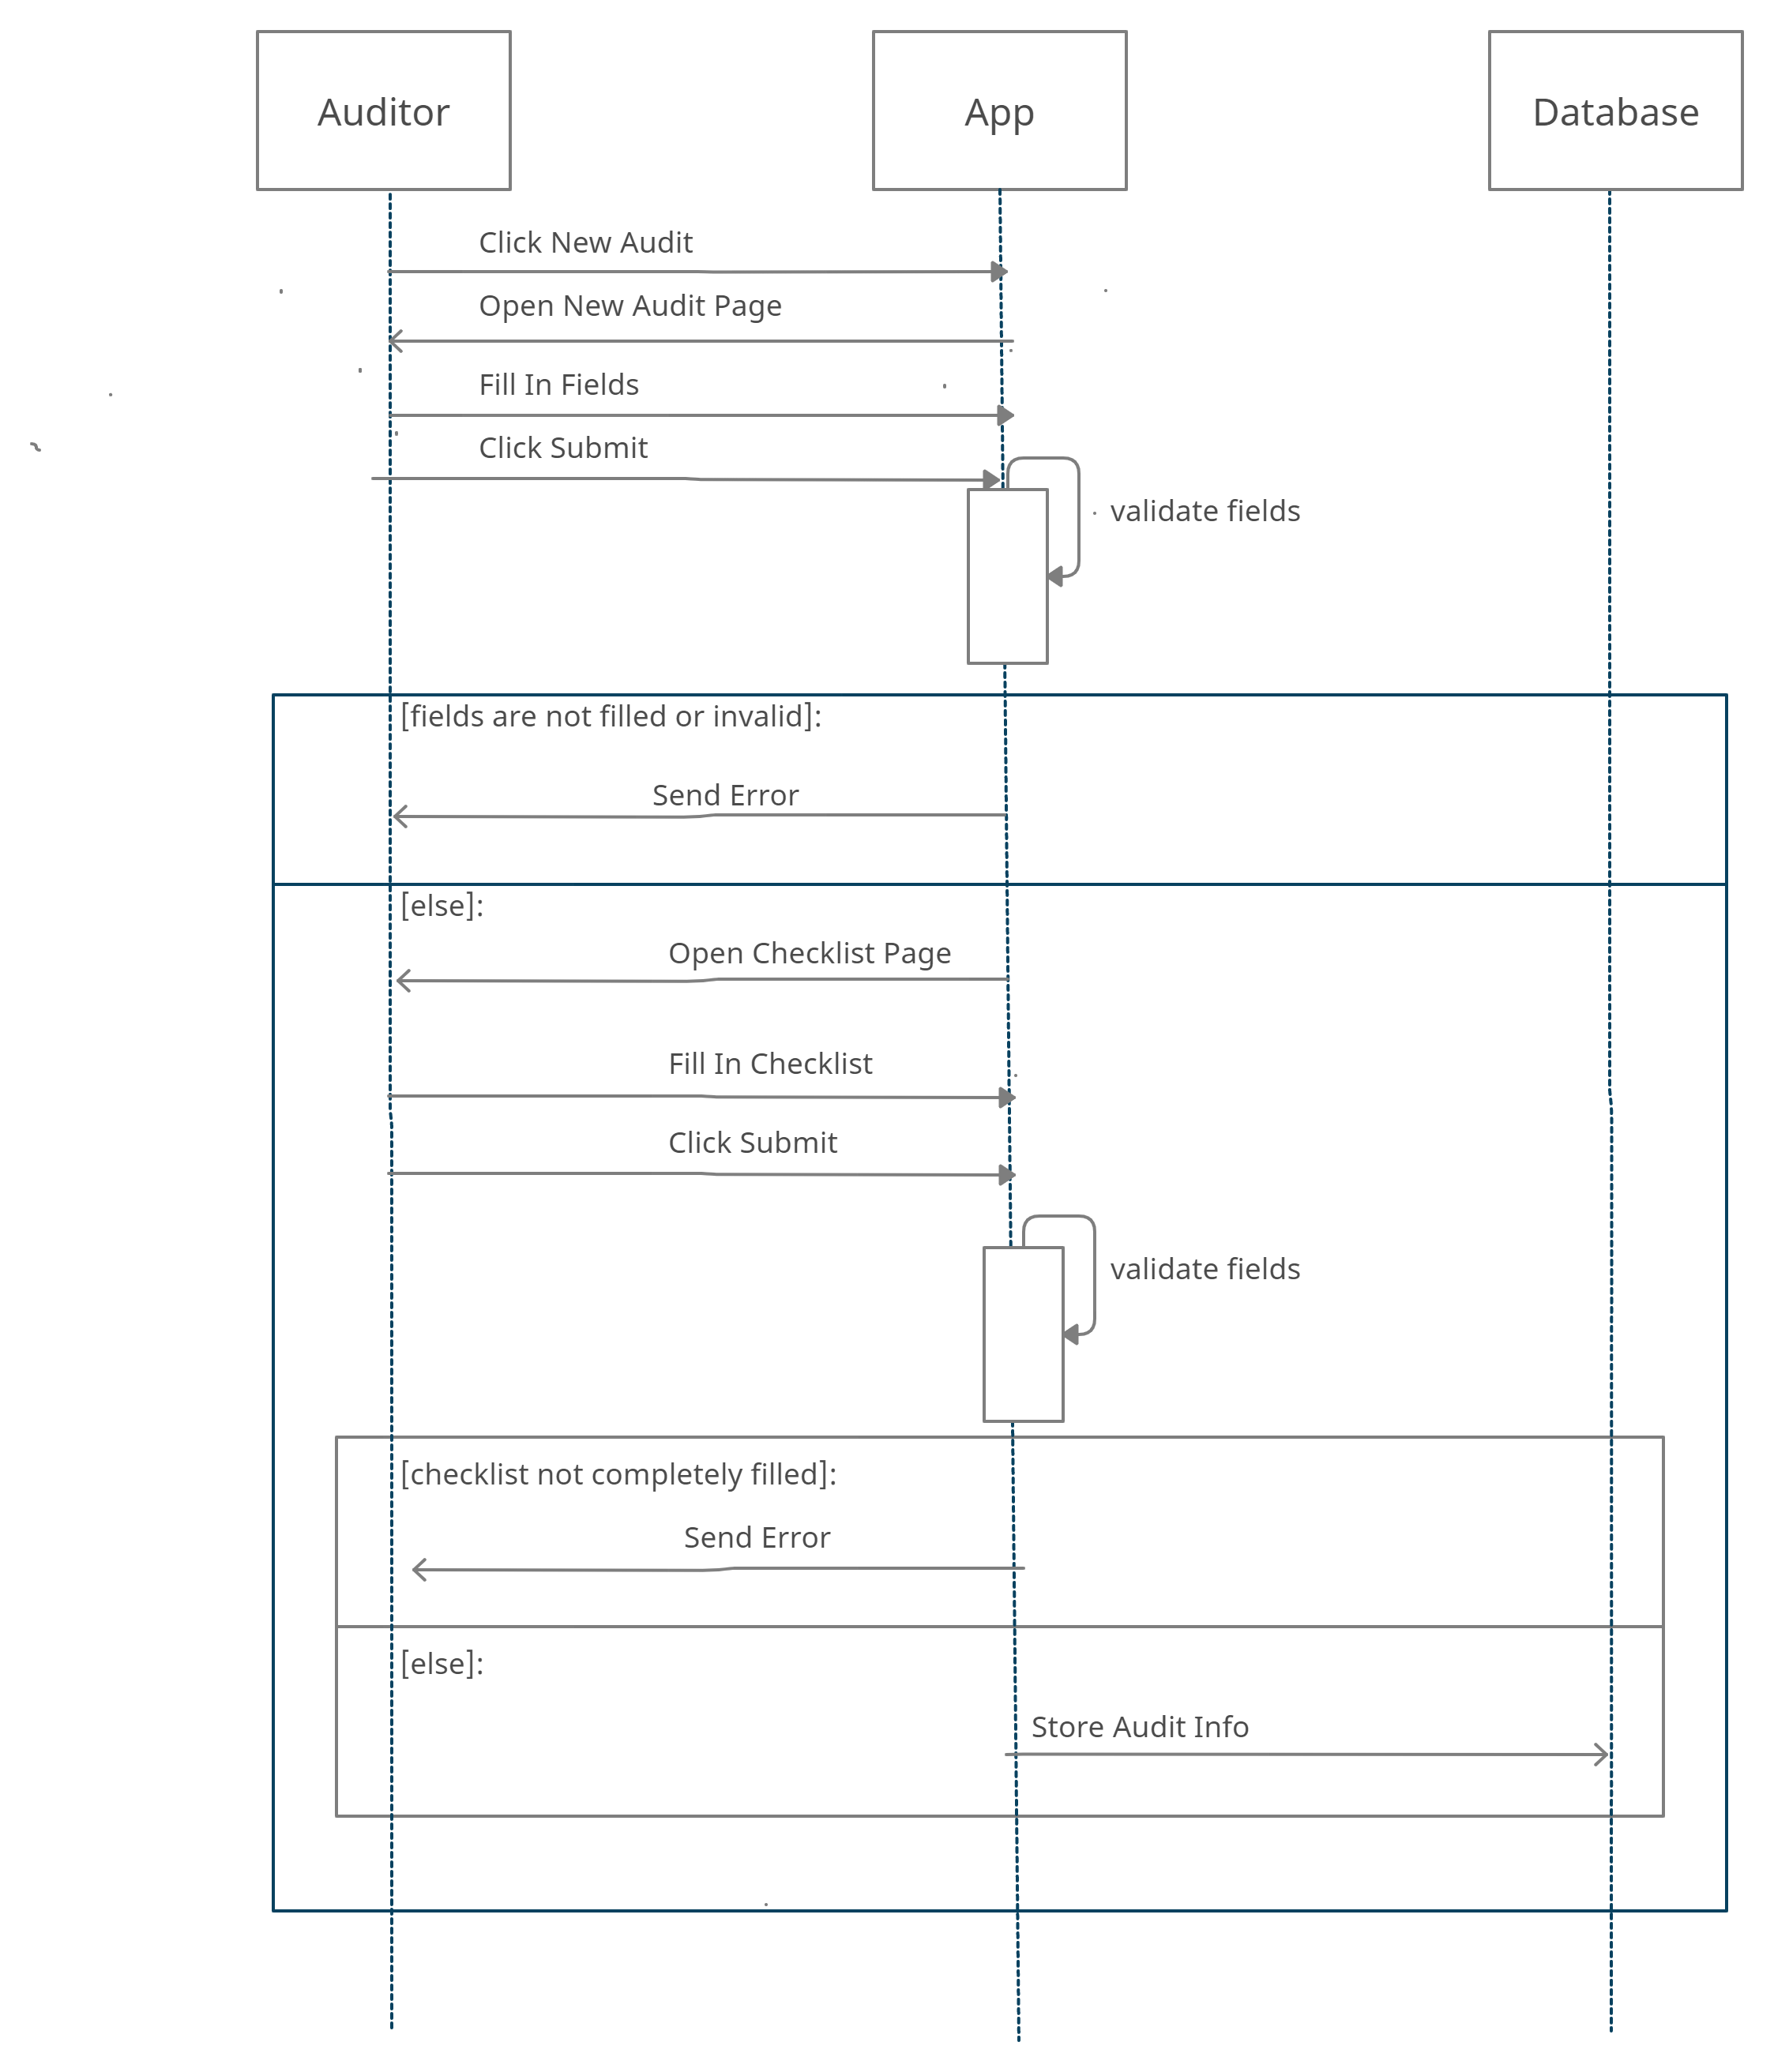 Auditor
App
Database
Click New Audit
Open New Audit Page
Fill In Fields
Click Submit
validate fields
[fields are not filled or invalid]:
Send Error
[else]:
Open Checklist Page
Fill In Checklist
Click Submit
validate fields
[checklist not completely filled]:
Send Error
[else]:
Store Audit Info